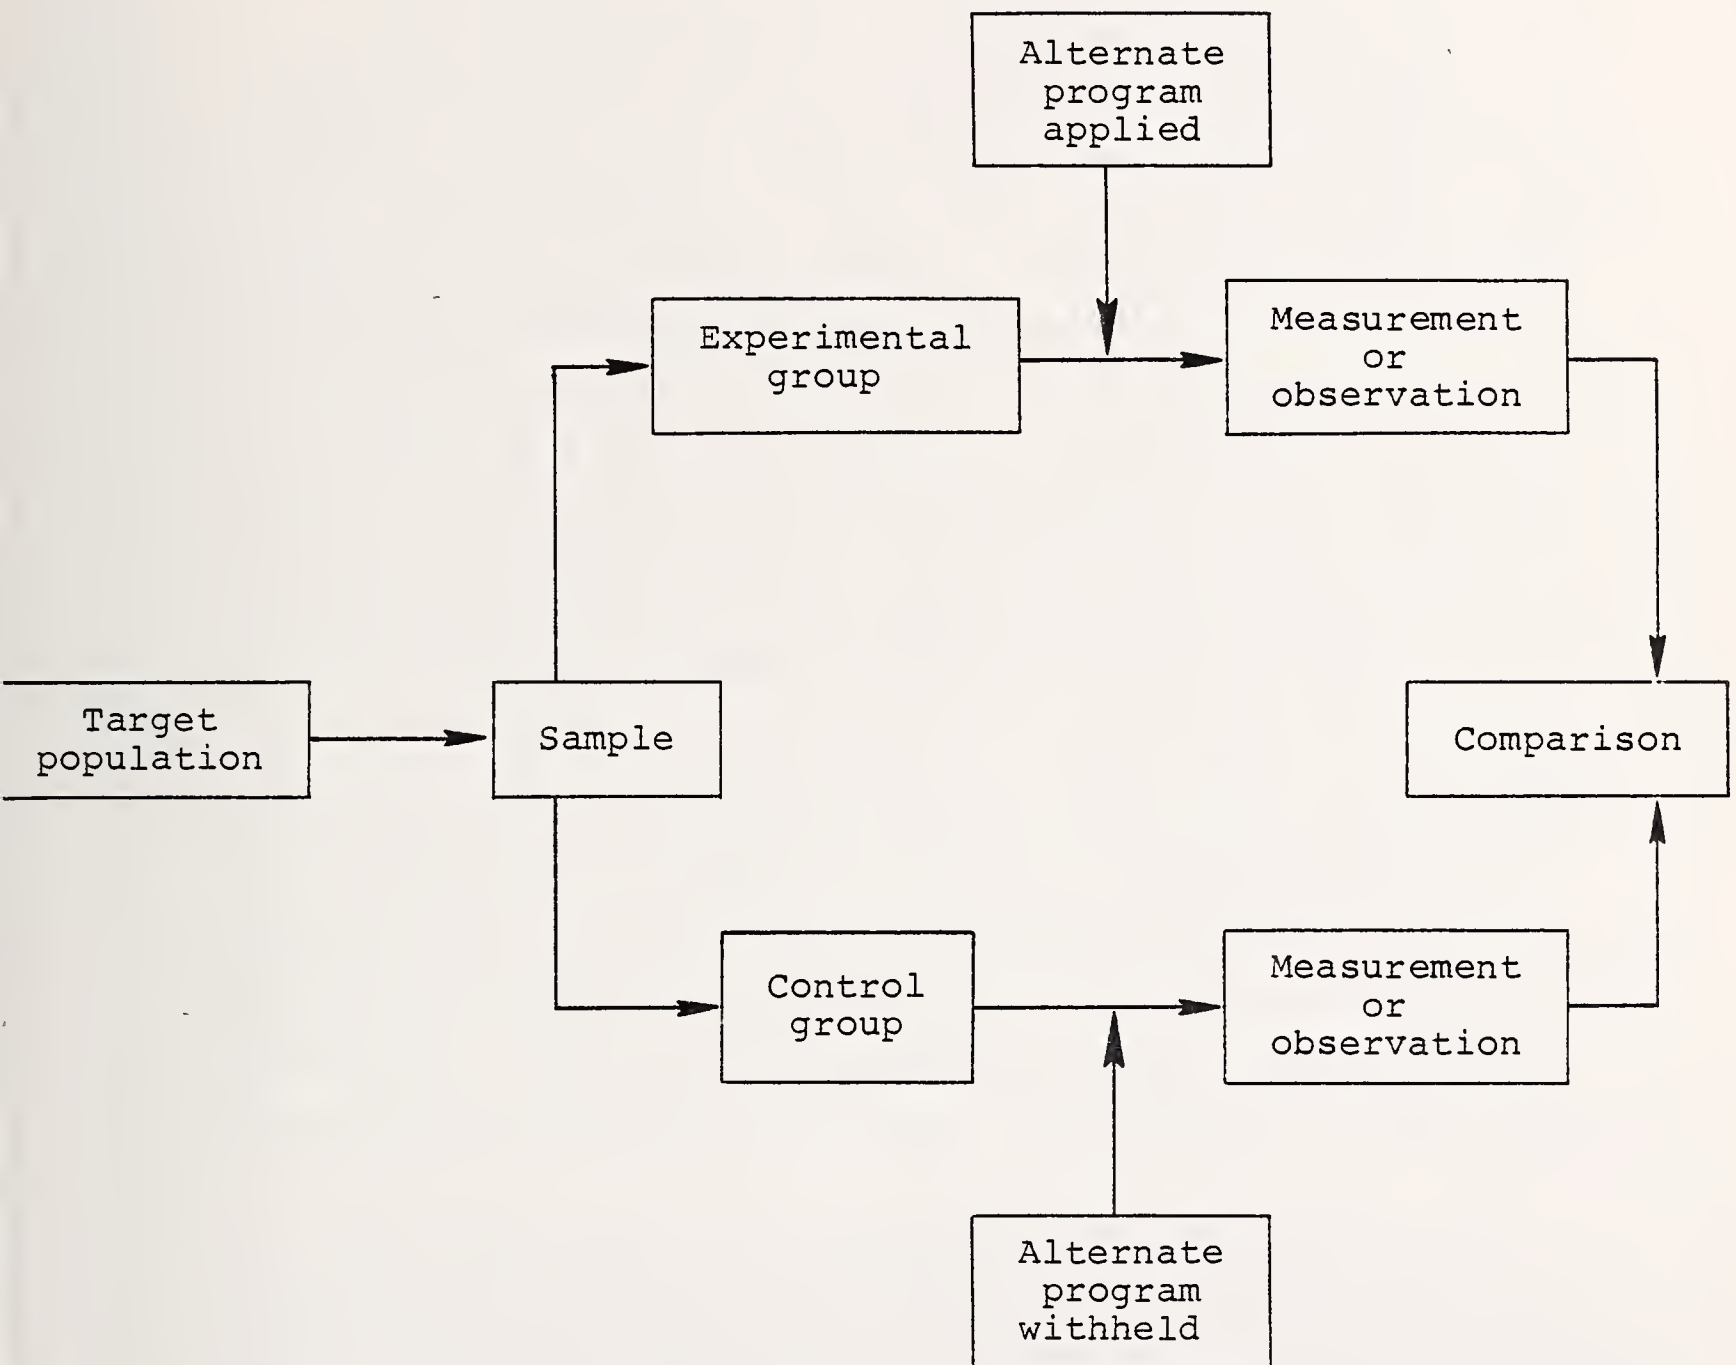 Alternate
program
applied
Experimental
group
Measurement
or
observation
Target
population
Sample
Comparison
Control
group
Measurement
or
observation
Alternate
program
withheld